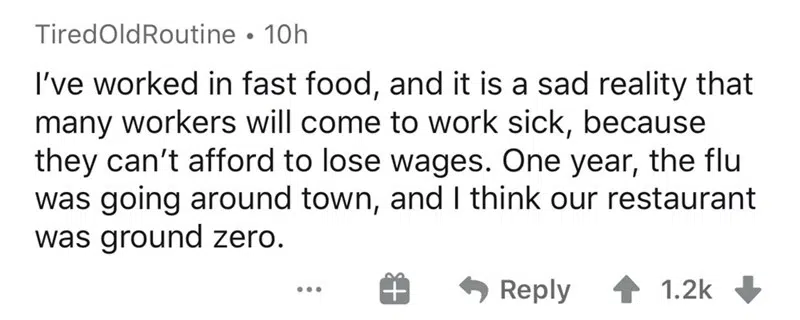 TiredOldRoutine • 10h
I’ve worked in fast food, and it is a sad reality that
many workers will come to work sick, because
they can’t afford to lose wages. One year, the flu
was going around town, and I think our restaurant
was ground zero.
... Reply 1.2k